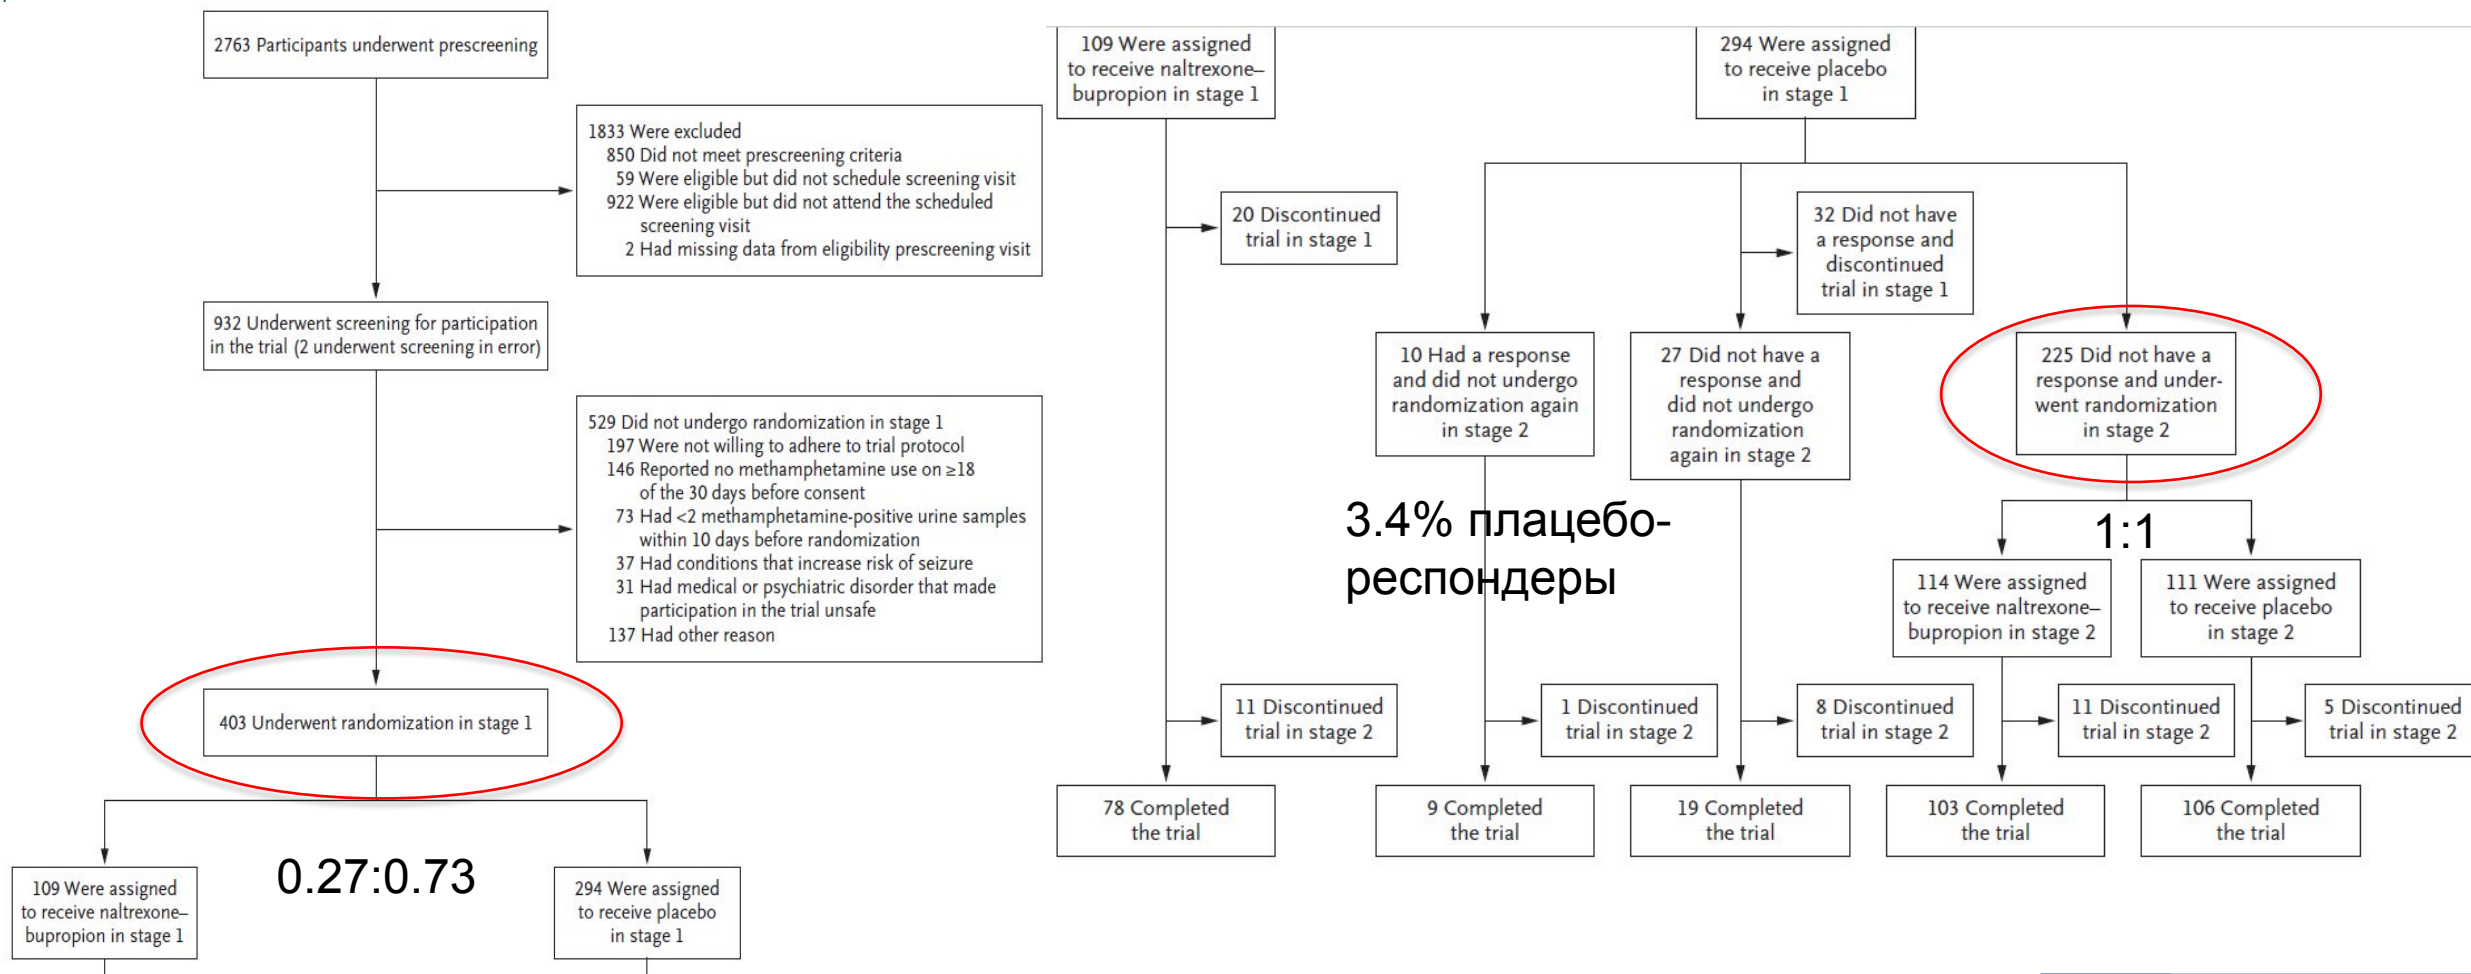 2763 Participants underwent prescreening
1833 Were excluded
850 Did not meet prescreening criteria
59 Were eligible but did not schedule screening visit
922 Were eligible but did not attend the scheduled
screening visit
2 Had missing data from eligibility prescreening visit
932 Underwent screening for participation
in the trial (2 underwent screening in error)
529 Did not undergo randomization in stage 1
197 Were not willing to adhere to trial protocol
146 Reported no methamphetamine use on ≥18
of the 30 days before consent
73 Had <2 methamphetamine-positive urine samples
within 10 days before randomization
37 Had conditions that increase risk of seizure
31 Had medical or psychiatric disorder that made
participation in the trial unsafe
137 Had other reason
403 Underwent randomization in stage 1
0.27:0.73
109 Were assigned
to receive naltrexone–
bupropion in stage 1
294 Were assigned
to receive placebo
in stage 1
109 Were assigned
to receive naltrexone–
bupropion in stage 1
294 Were assigned
to receive placebo
in stage 1
20 Discontinued
trial in stage 1
32 Did not have
a response and
discontinued
trial in stage 1
10 Had a response
and did not undergo
randomization again
in stage 2
27 Did not have a
response and
did not undergo
randomization
again in stage 2
225 Did not have a
response and under-
went randomization
in stage 2
3.4% плацебо-
респондеры
1:1
114 Were assigned
to receive naltrexone–
bupropion in stage 2
111 Were assigned
to receive placebo
in stage 2
11 Discontinued
trial in stage 2
1 Discontinued
trial in stage 2
8 Discontinued
trial in stage 2
11 Discontinued
trial in stage 2
5 Discontinued
trial in stage 2
78 Completed
the trial
9 Completed
the trial
19 Completed
the trial
103 Completed
the trial
106 Completed
the trial